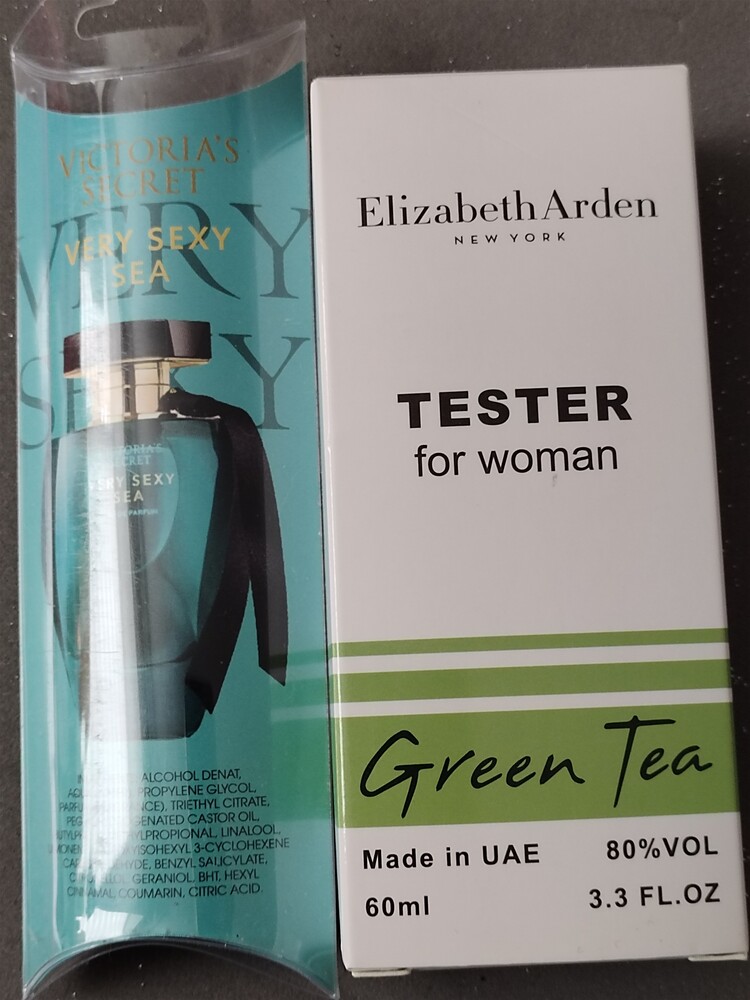 VICTORIA'S
SECRET
VERY
VERY SEXY
SEA
SEXY
SECRET
VERY SEXY
SEA
PARFUM
ALCOHOL DENAT,
PROPYLENE GLYCOL,
TRIETHYL CITRATE,
CASTOR OIL,
LINALOOL,
3-CYCLOHEXENE
BENZYL SALICYLATE,
GERANIOL, BHT, HEXYL
COUMARIN, CITRIC ACID.
Elizabeth Arden
NEW YORK
TESTER
for woman
Green Tea
Made in UAE 80%VOL
60ml 3.3 FL.OZ